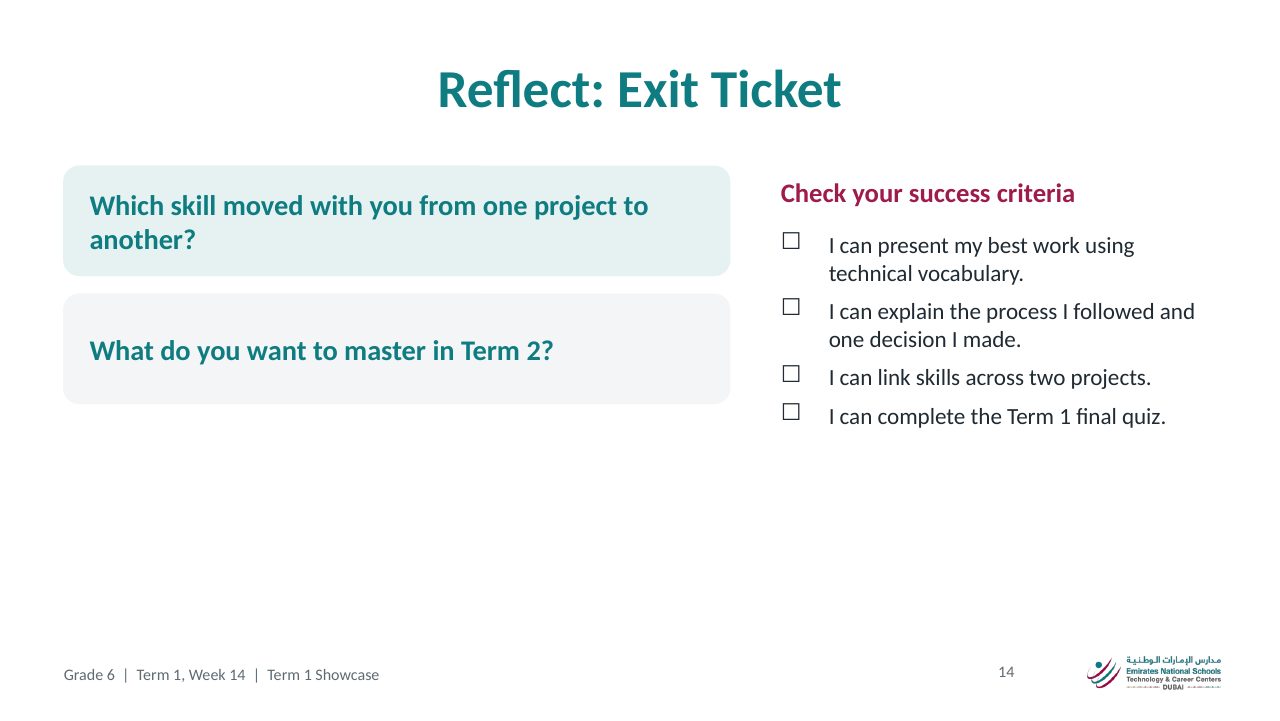 Reflect: Exit Ticket
Which skill moved with you from one project to
another?
What do you want to master in Term 2?
Check your success criteria
☐ I can present my best work using
technical vocabulary.
☐ I can explain the process I followed and
one decision I made.
☐ I can link skills across two projects.
☐ I can complete the Term 1 final quiz.
Grade 6 | Term 1, Week 14 | Term 1 Showcase
14
مدارس الإمارات الوطنية
Emirates National Schools
Technology & Career Centers
DUBAI